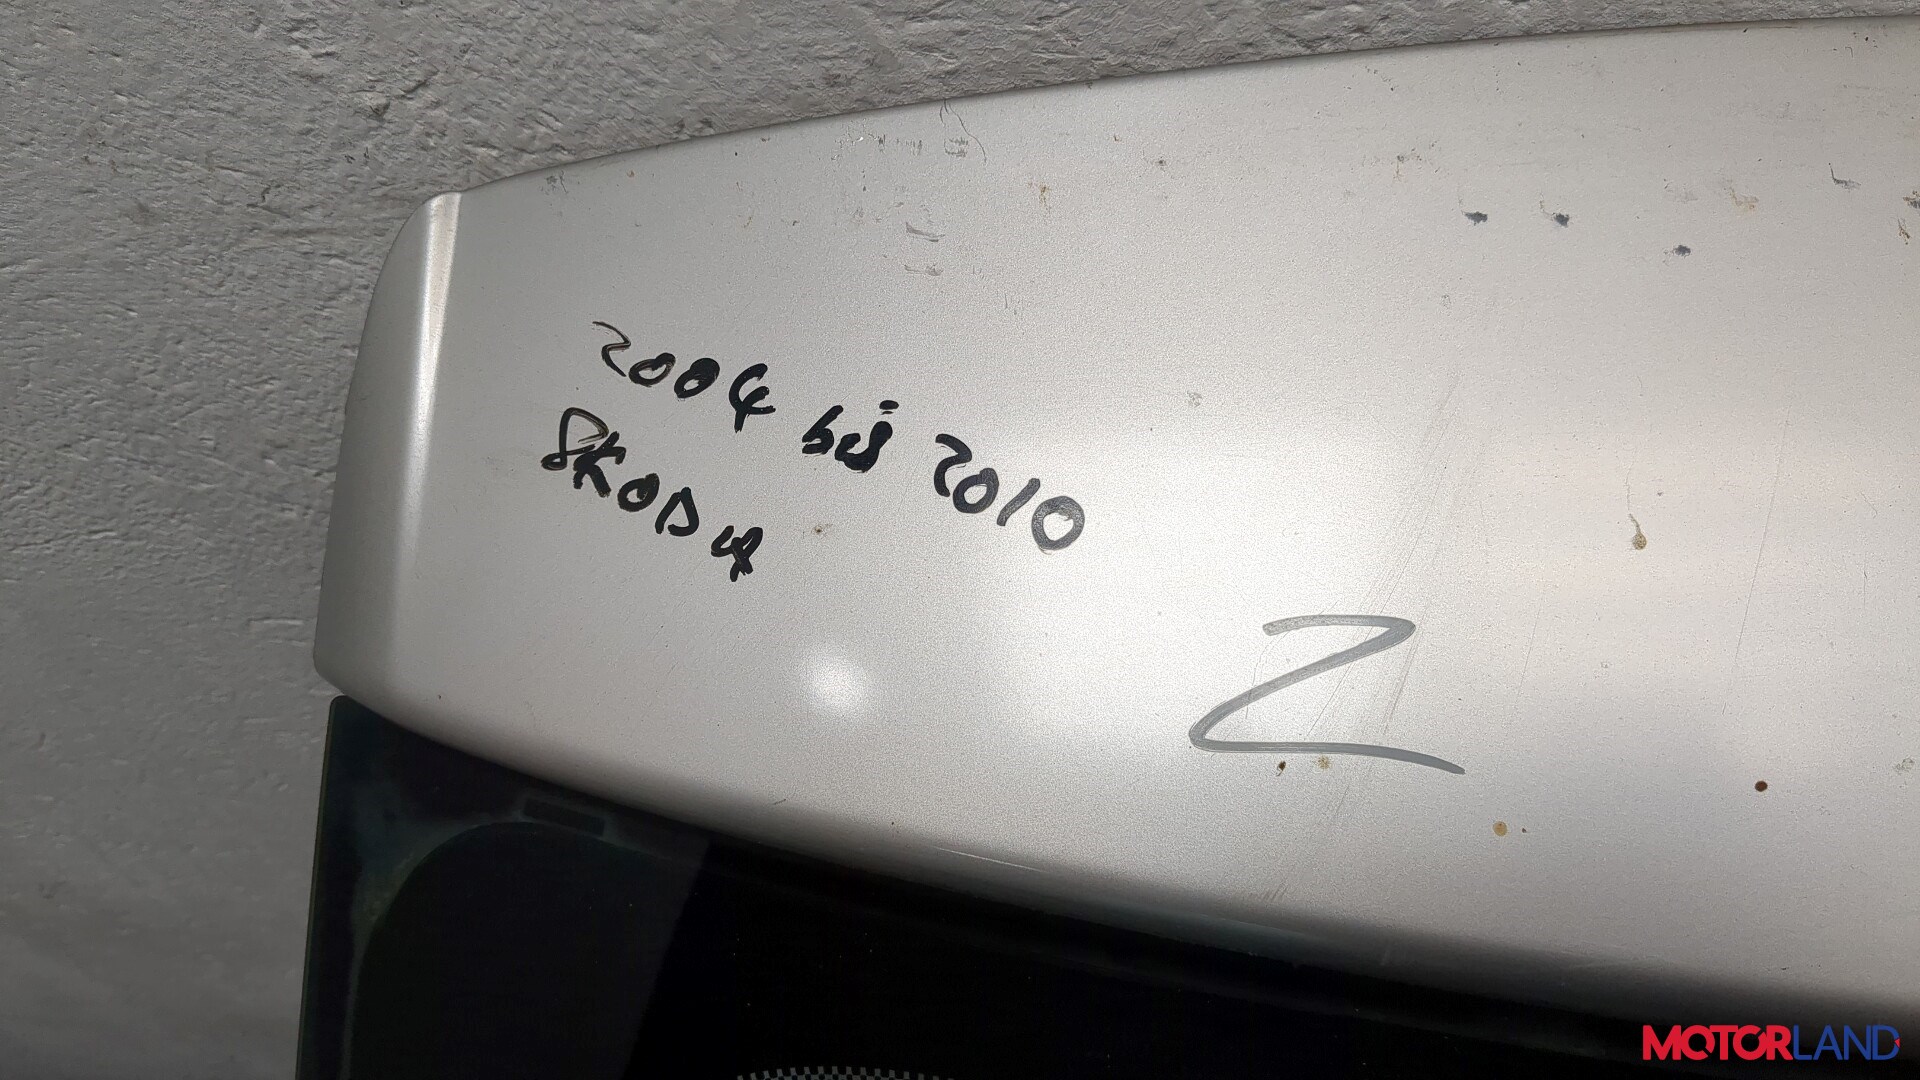 2004 bis 2010
SKODA
Z
MOTORLAND